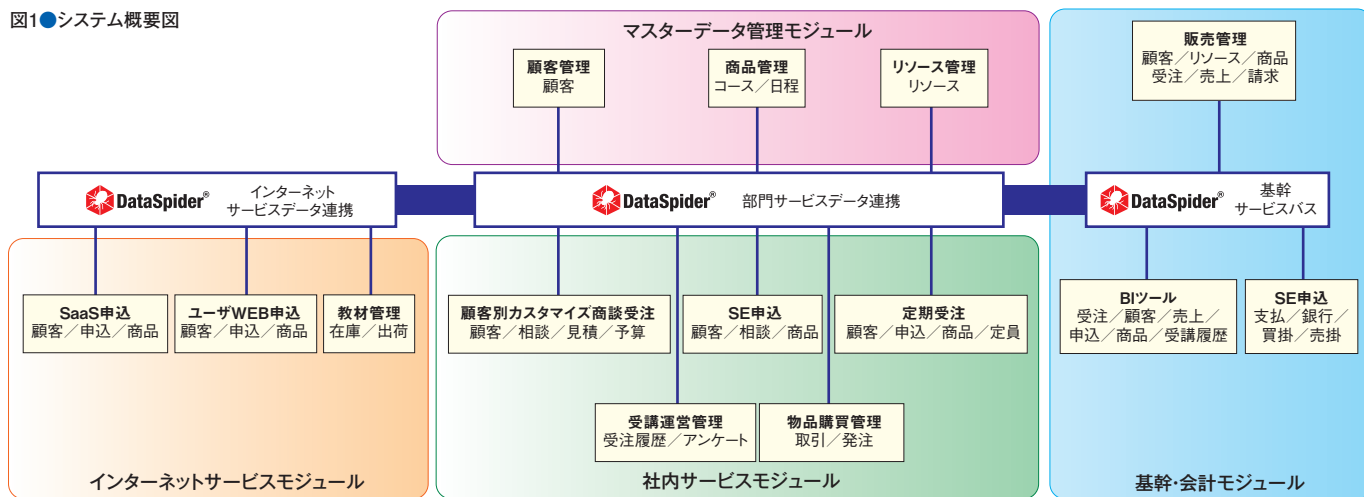 図1●システム概要図
マスターデータ管理モジュール
顧客管理
顧客
商品管理
コース／日程
リソース管理
リソース
販売管理
顧客／リソース／商品
受注／売上／請求
DataSpider®
インターネット
サービスデータ連携
DataSpider®
部門サービスデータ連携
DataSpider®
基幹
サービスバス
SaaS申込
顧客／申込／商品
ユーザWEB申込
顧客／申込／商品
教材管理
在庫／出荷
顧客別カスタマイズ商談受注
顧客／相談／見積／予算
SE申込
顧客／相談／商品
定期受注
顧客／申込／商品／定員
BIツール
受注／顧客／売上／
申込／商品／受講履歴
SE申込
支払／銀行／
買掛／売掛
受講運営管理
受注履歴／アンケート
物品購買管理
取引／発注
インターネットサービスモジュール
社内サービスモジュール
基幹・会計モジュール